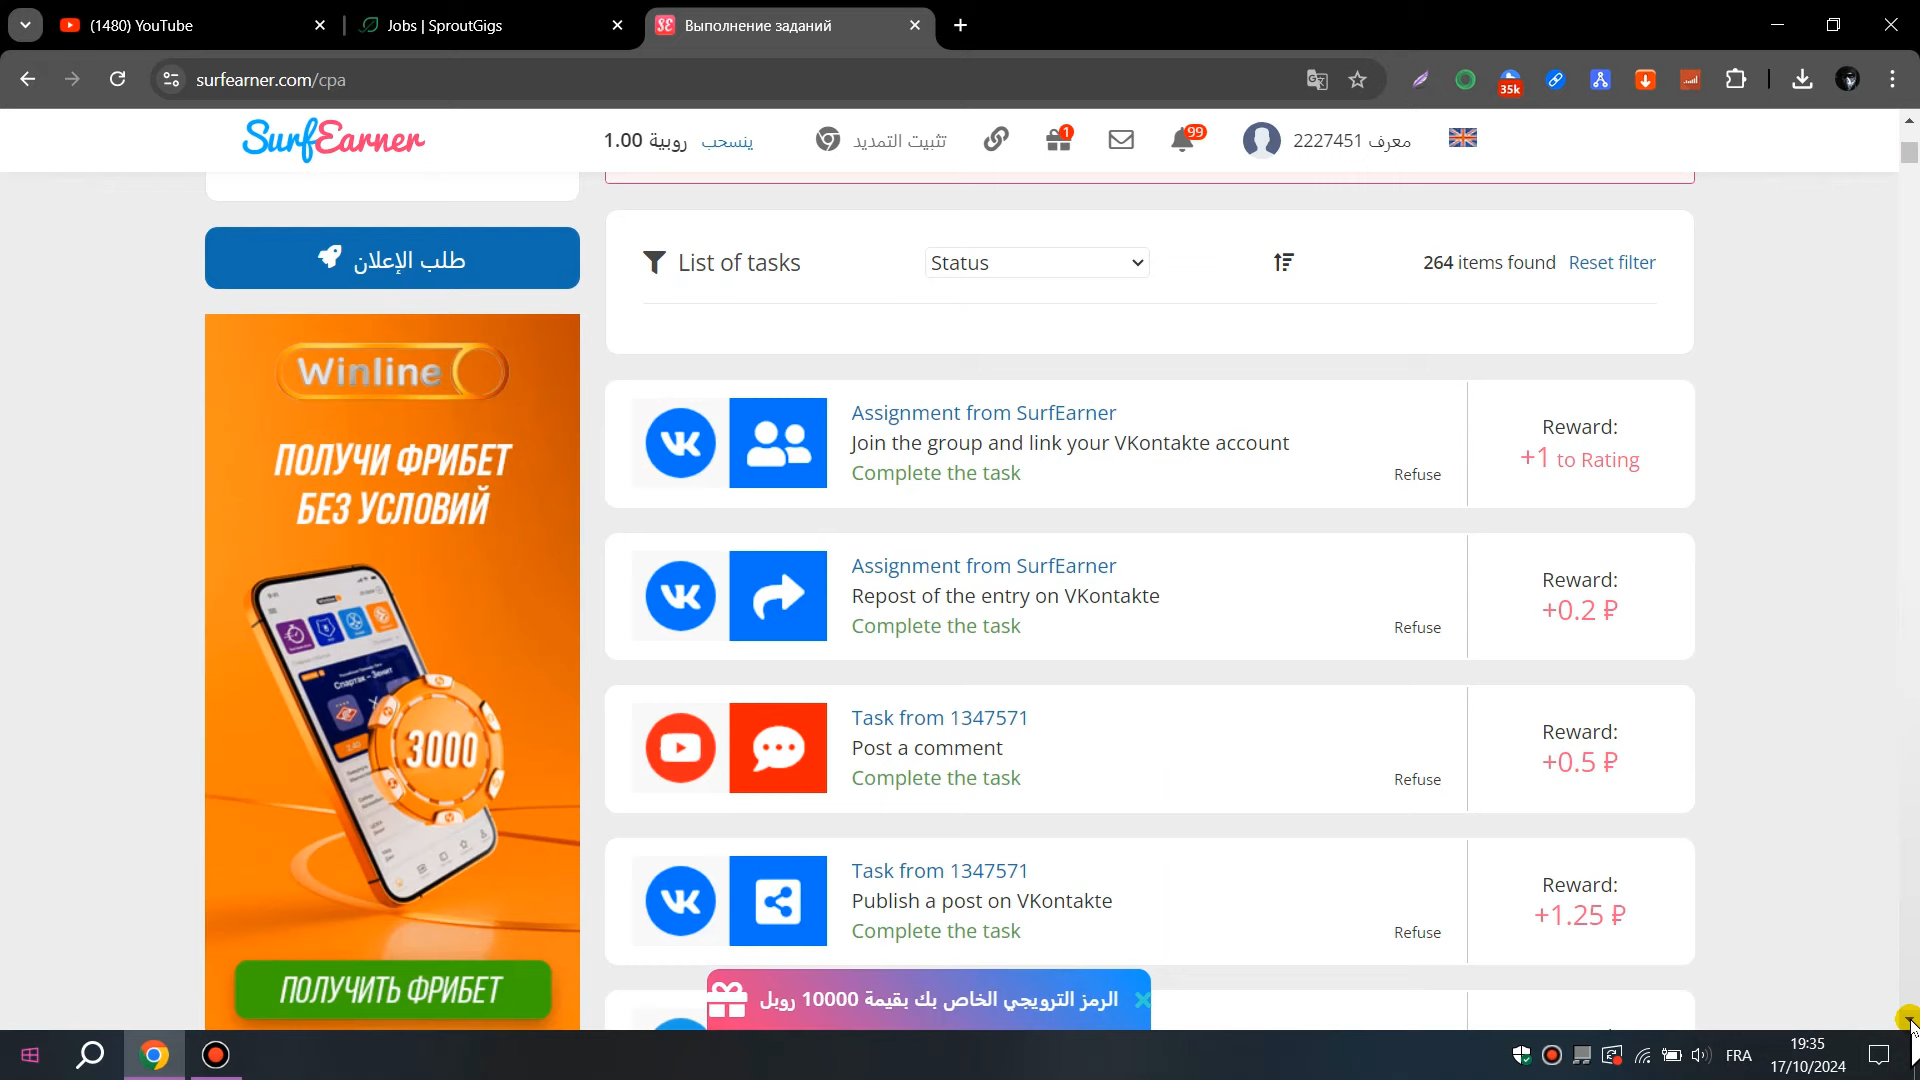 (1480) YouTube
Jobs | SproutGigs
Выполнение заданий
surfearner.com/cpa
35k
SurfEarner
1.00 روبية
ينسحب
تثبيت التمديد
1
99
معرف 2227451
طلب الإعلان
List of tasks
Status
264 items found
Reset filter
Winline
ПОЛУЧИ ФРИБЕТ
БЕЗ УСЛОВИЙ
3000
ПОЛУЧИТЬ ФРИБЕТ
Assignment from SurfEarner
Join the group and link your VKontakte account
Complete the task
Refuse
Reward:
+1 to Rating
Assignment from SurfEarner
Repost of the entry on VKontakte
Complete the task
Refuse
Reward:
+0.2 ₽
Task from 1347571
Post a comment
Complete the task
Refuse
Reward:
+0.5 ₽
Task from 1347571
Publish a post on VKontakte
Complete the task
Refuse
Reward:
+1.25 ₽
الرمز الترويجي الخاص بك بقيمة 10000 روبل
FRA
19:35
17/10/2024